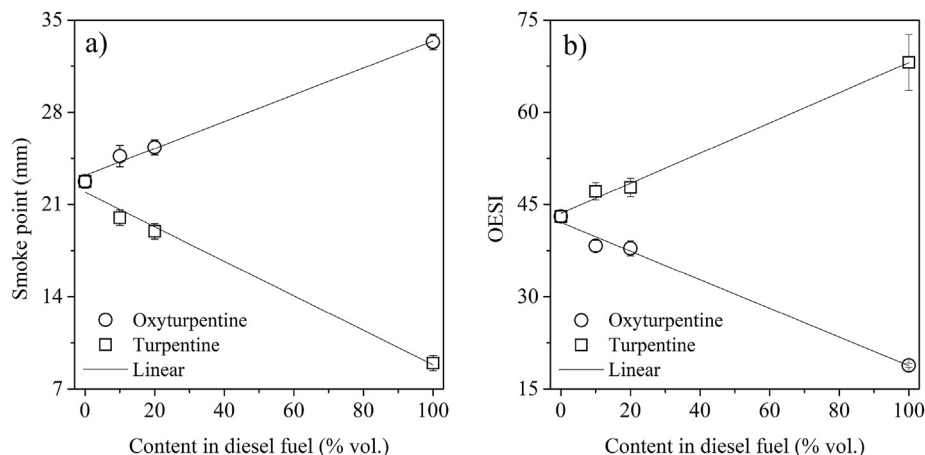 a)
35
28
21
14
7
Smoke point (mm)
Oxyturpentine
Turpentine
Linear
0 20 40 60 80 100
Content in diesel fuel (% vol.)
b)
75
60
45
30
15
OESI
Oxyturpentine
Turpentine
Linear
0 20 40 60 80 100
Content in diesel fuel (% vol.)